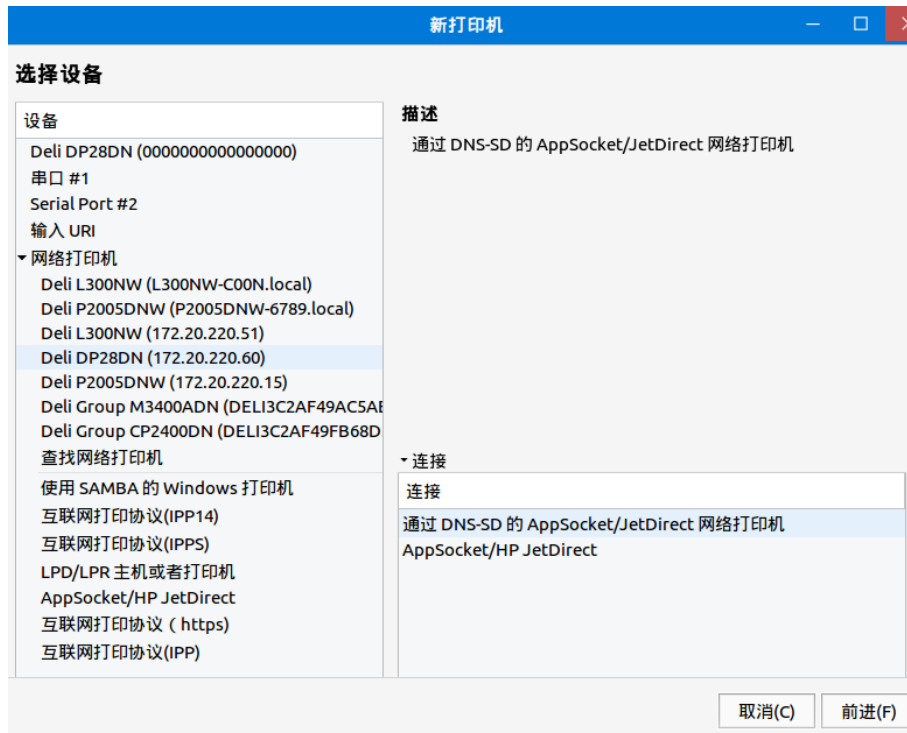 新打印机
选择设备
设备
Deli DP28DN (0000000000000000)
串口 #1
Serial Port #2
输入 URI
网络打印机
Deli L300NW (L300NW-C00N.local)
Deli P2005DNW (P2005DNW-6789.local)
Deli L300NW (172.20.220.51)
Deli DP28DN (172.20.220.60)
Deli P2005DNW (172.20.220.15)
Deli Group M3400ADN (DELI3C2AF49AC5AE
Deli Group CP2400DN (DELI3C2AF49FB68D
查找网络打印机
使用 SAMBA 的 Windows 打印机
互联网打印协议(IPP14)
互联网打印协议(IPPS)
LPD/LPR 主机或者打印机
AppSocket/HP JetDirect
互联网打印协议（https)
互联网打印协议(IPP)
描述
通过 DNS-SD 的 AppSocket/JetDirect 网络打印机
连接
连接
通过 DNS-SD 的 AppSocket/JetDirect 网络打印机
AppSocket/HP JetDirect
取消(C)
前进(F)